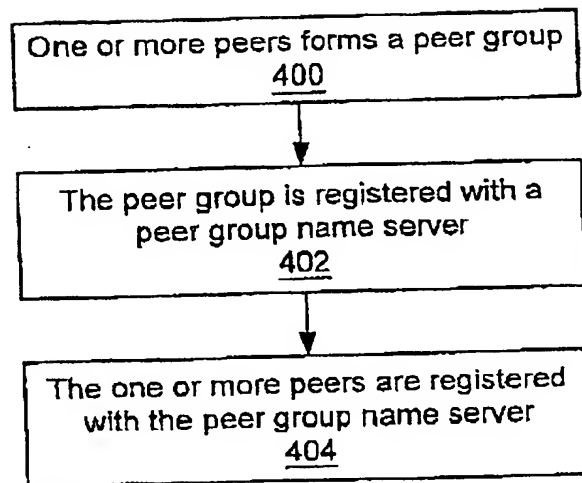 One or more peers forms a peer group
400
The peer group is registered with a
peer group name server
402
The one or more peers are registered
with the peer group name server
404